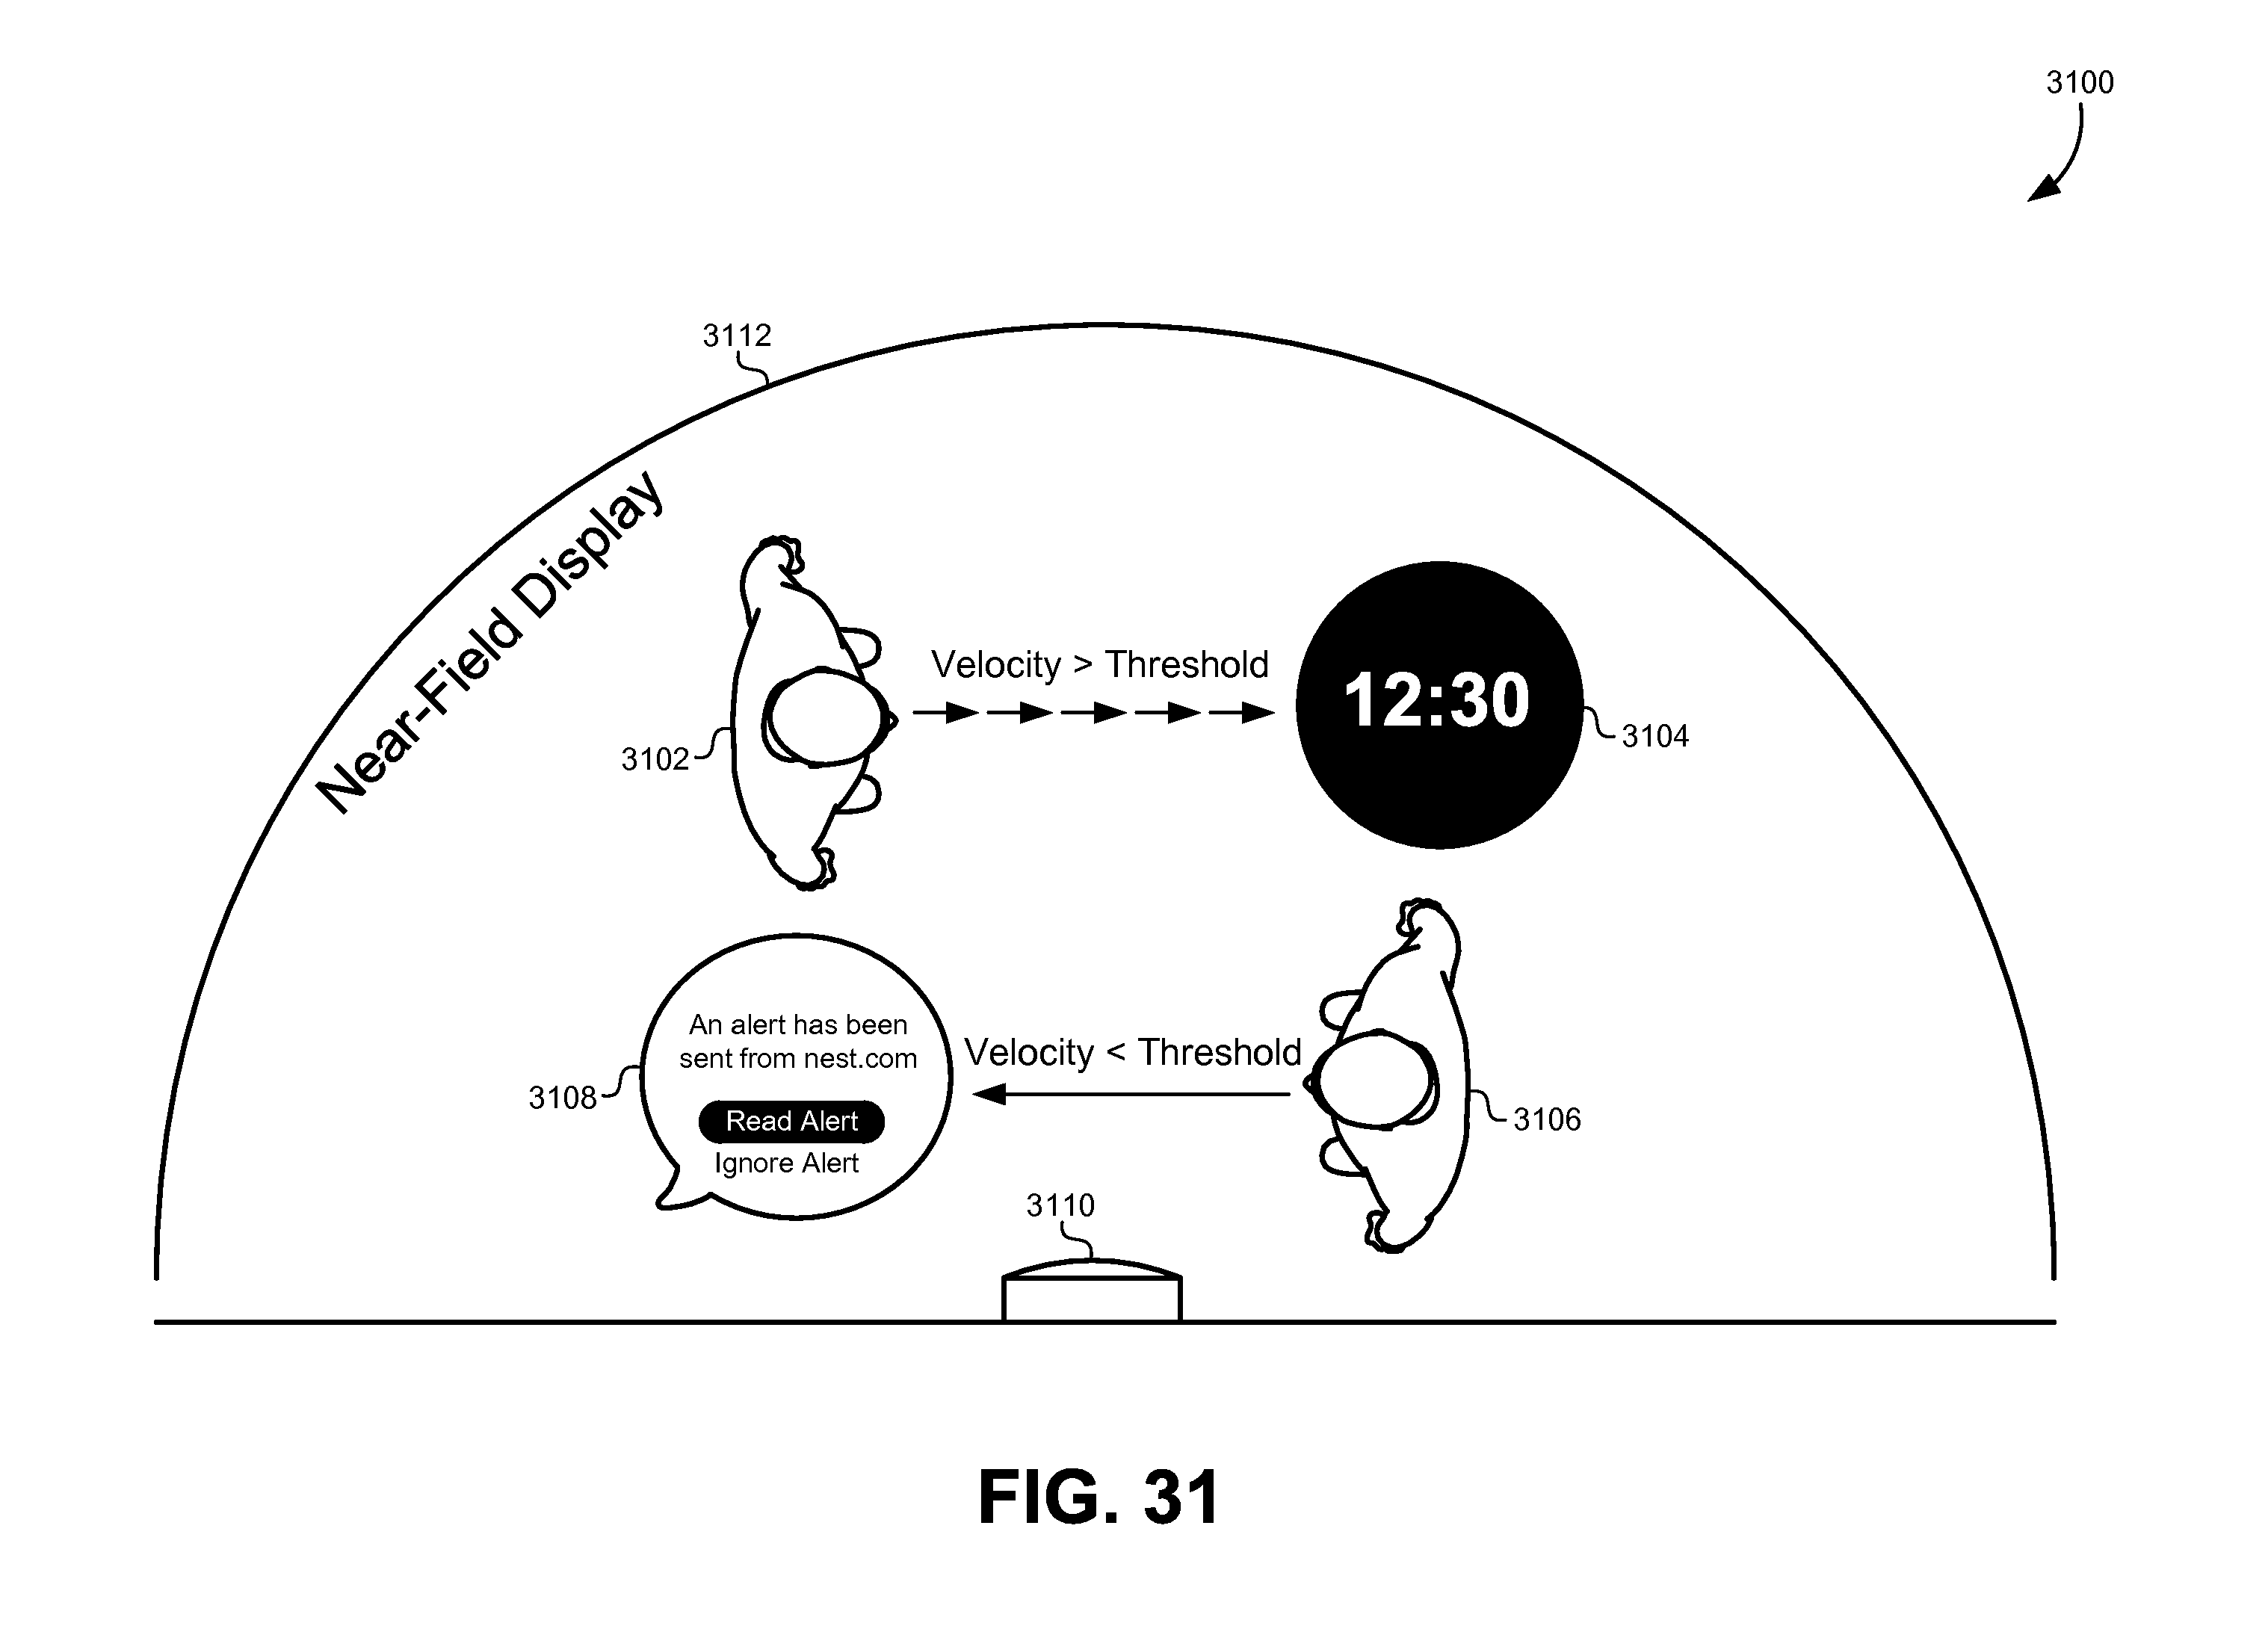 3100
3112
Near-Field Display
Velocity > Threshold
12:30
3102
3104
An alert has been
sent from nest.com
Read Alert
Ignore Alert
3108
Velocity < Threshold
3106
3110
FIG. 31